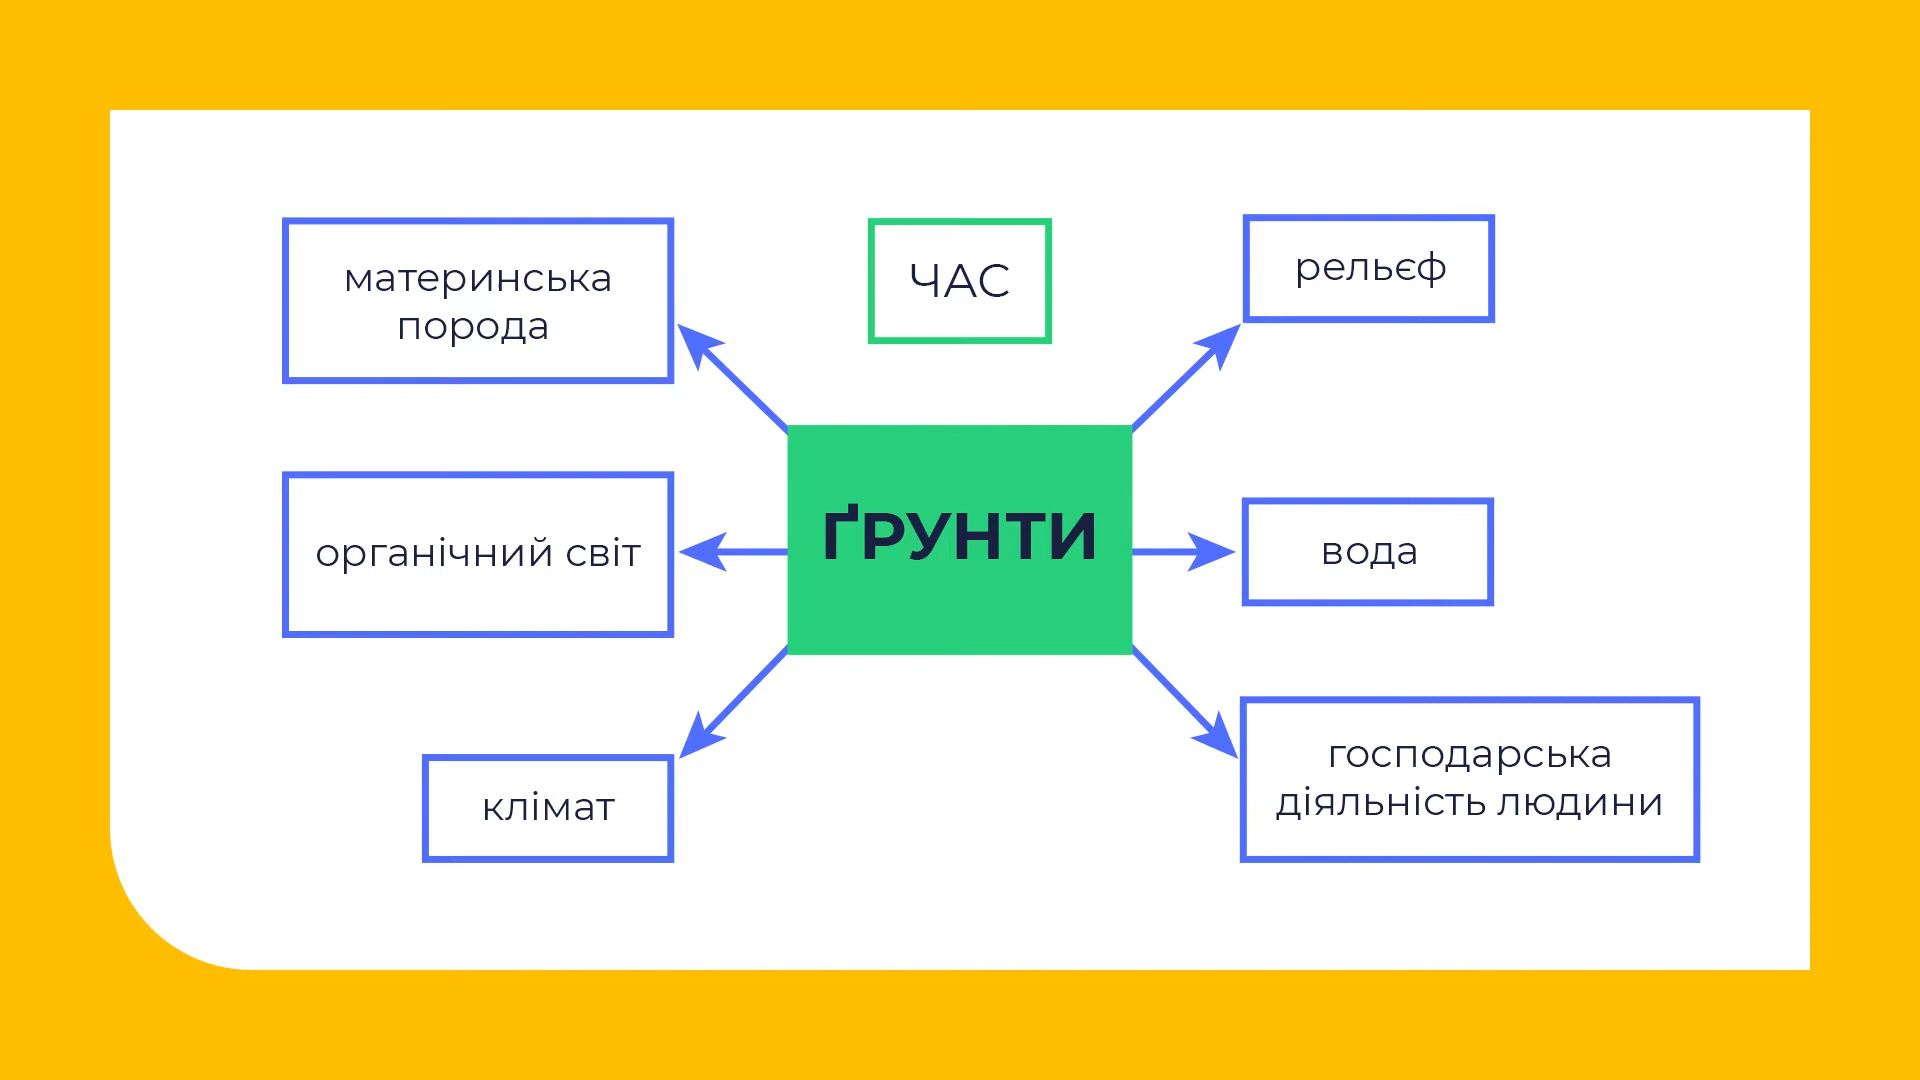 материнська
порода
ЧАС
рельєф
органічний світ
ҐРУНТИ
вода
клімат
господарська
діяльність людини